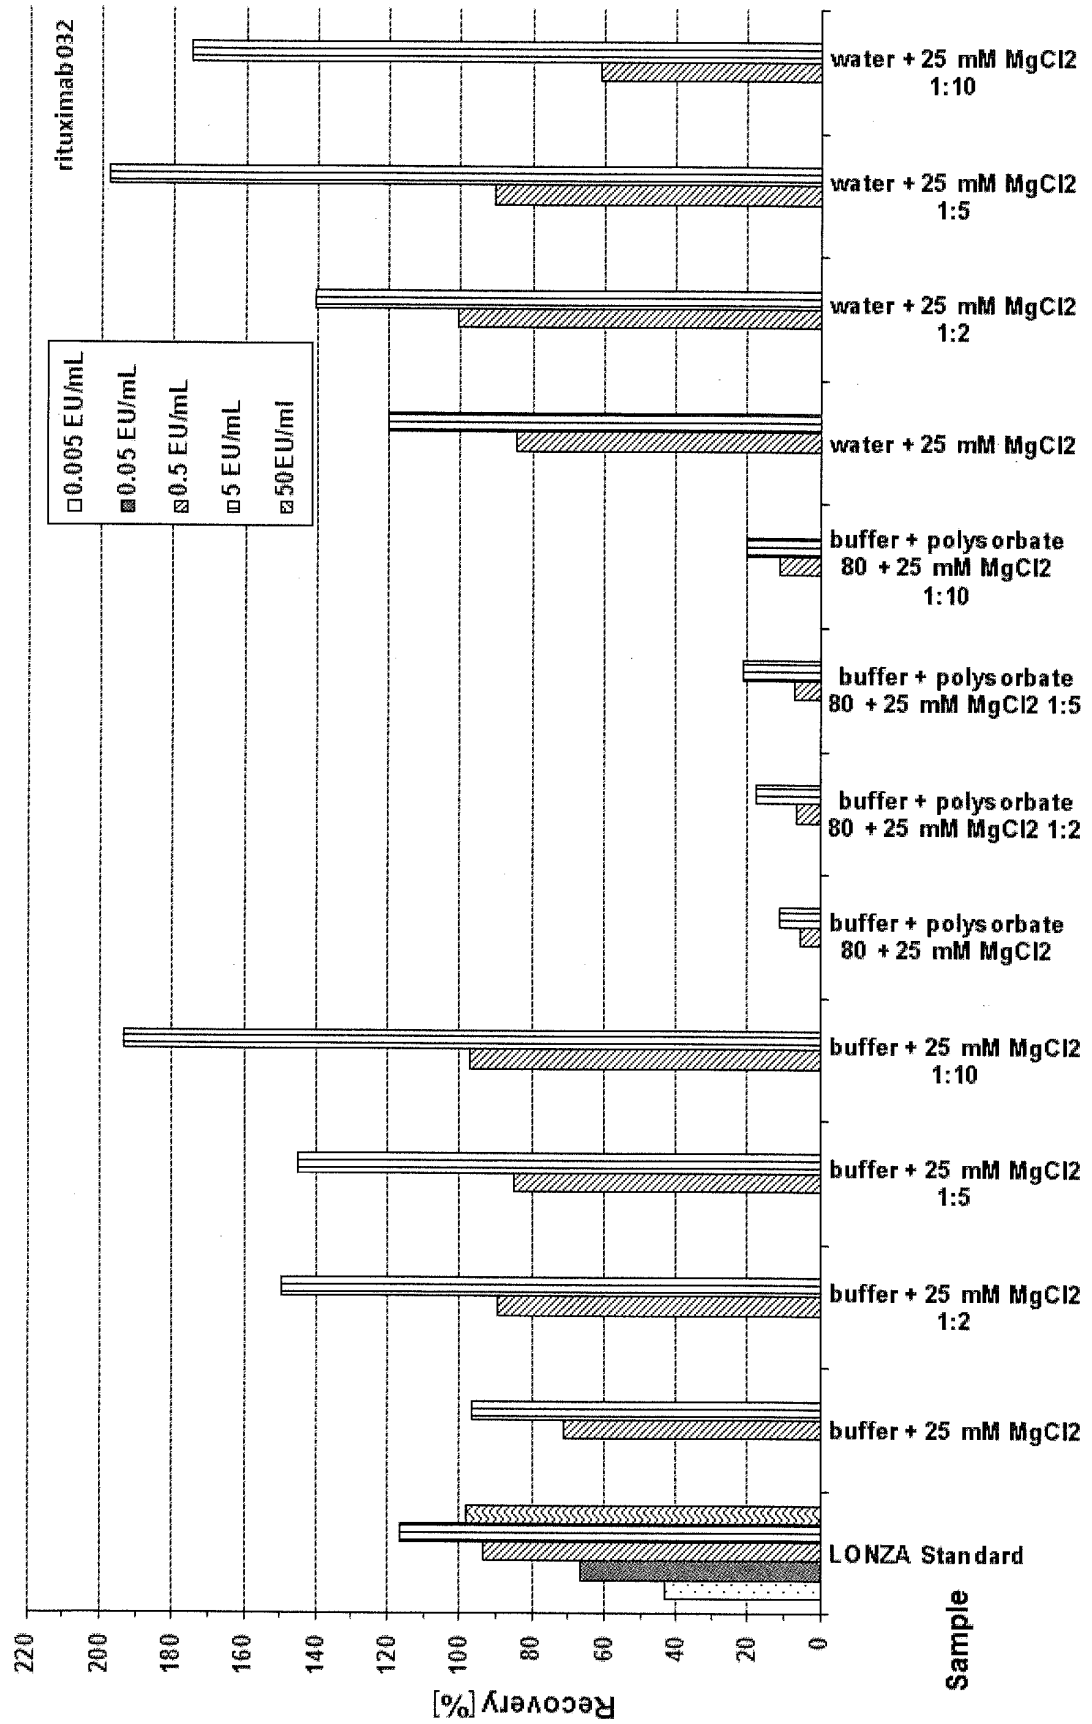 rituximab 032
0.005 EU/mL
0.05 EU/mL
0.5 EU/mL
5 EU/mL
50EU/ml
Recovery [%]
220
200
180
160
140
120
100
80
60
40
20
0
Sample
LONZA Standard
buffer + 25 mM MgCl2
buffer + 25 mM MgCl2
1:2
buffer + 25 mM MgCl2
1:5
buffer + 25 mM MgCl2
1:10
buffer + polysorbate
80 + 25 mM MgCl2
buffer + polysorbate
80 + 25 mM MgCl2 1:2
buffer + polysorbate
80 + 25 mM MgCl2 1:5
buffer + polysorbate
80 + 25 mM MgCl2
1:10
water + 25 mM MgCl2
water + 25 mM MgCl2
1:2
water + 25 mM MgCl2
1:5
water + 25 mM MgCl2
1:10